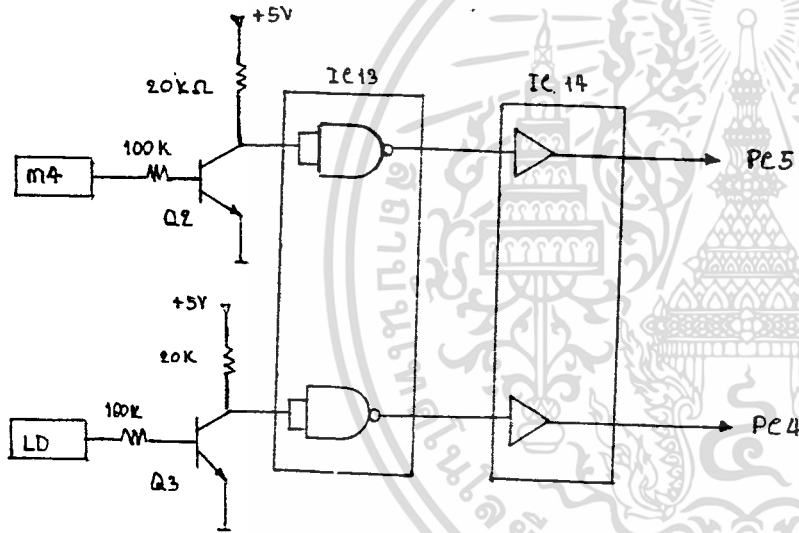 +5V
20kΩ
IC13
IC.14
100K
m4
Q2
PC5
+5V
20K
100K
LD
Q3
PC4